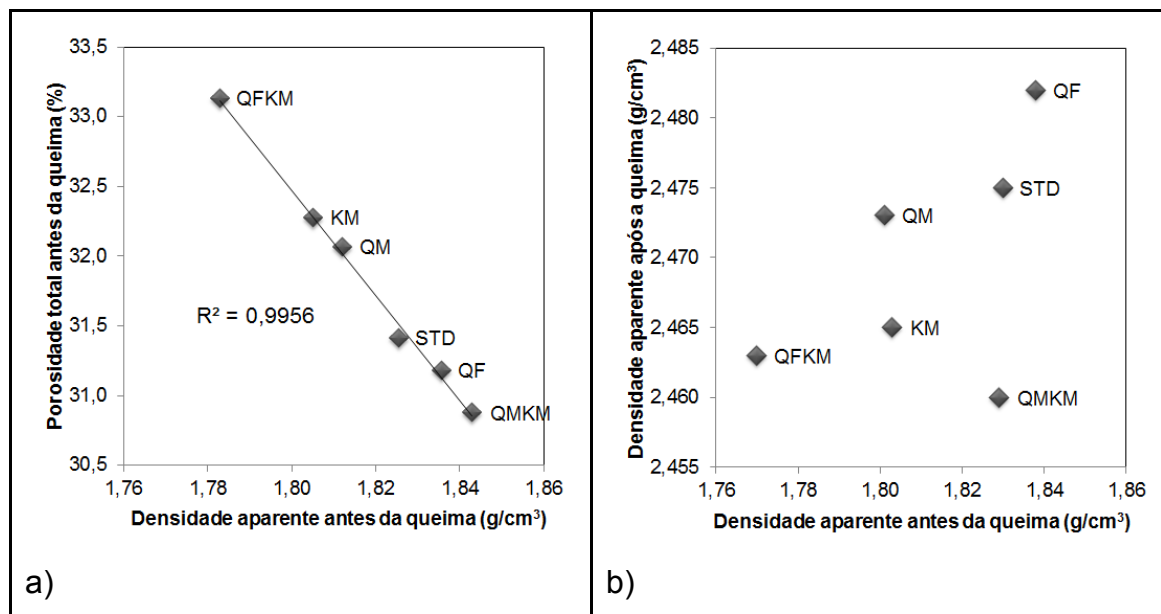 Porosidade total antes da queima (%)
33,5
33,0
32,5
32,0
31,5
31,0
30,5
QFKM
KM
QM
R² = 0,9956
STD
QF
QMKM
1,76 1,78 1,80 1,82 1,84 1,86
Densidade aparente antes da queima (g/cm³)
a)
Densidade aparente após a queima (g/cm³)
2,485
2,480
2,475
2,470
2,465
2,460
2,455
QF
STD
QM
KM
QFKM
QMKM
1,76 1,78 1,80 1,82 1,84 1,86
Densidade aparente antes da queima (g/cm³)
b)